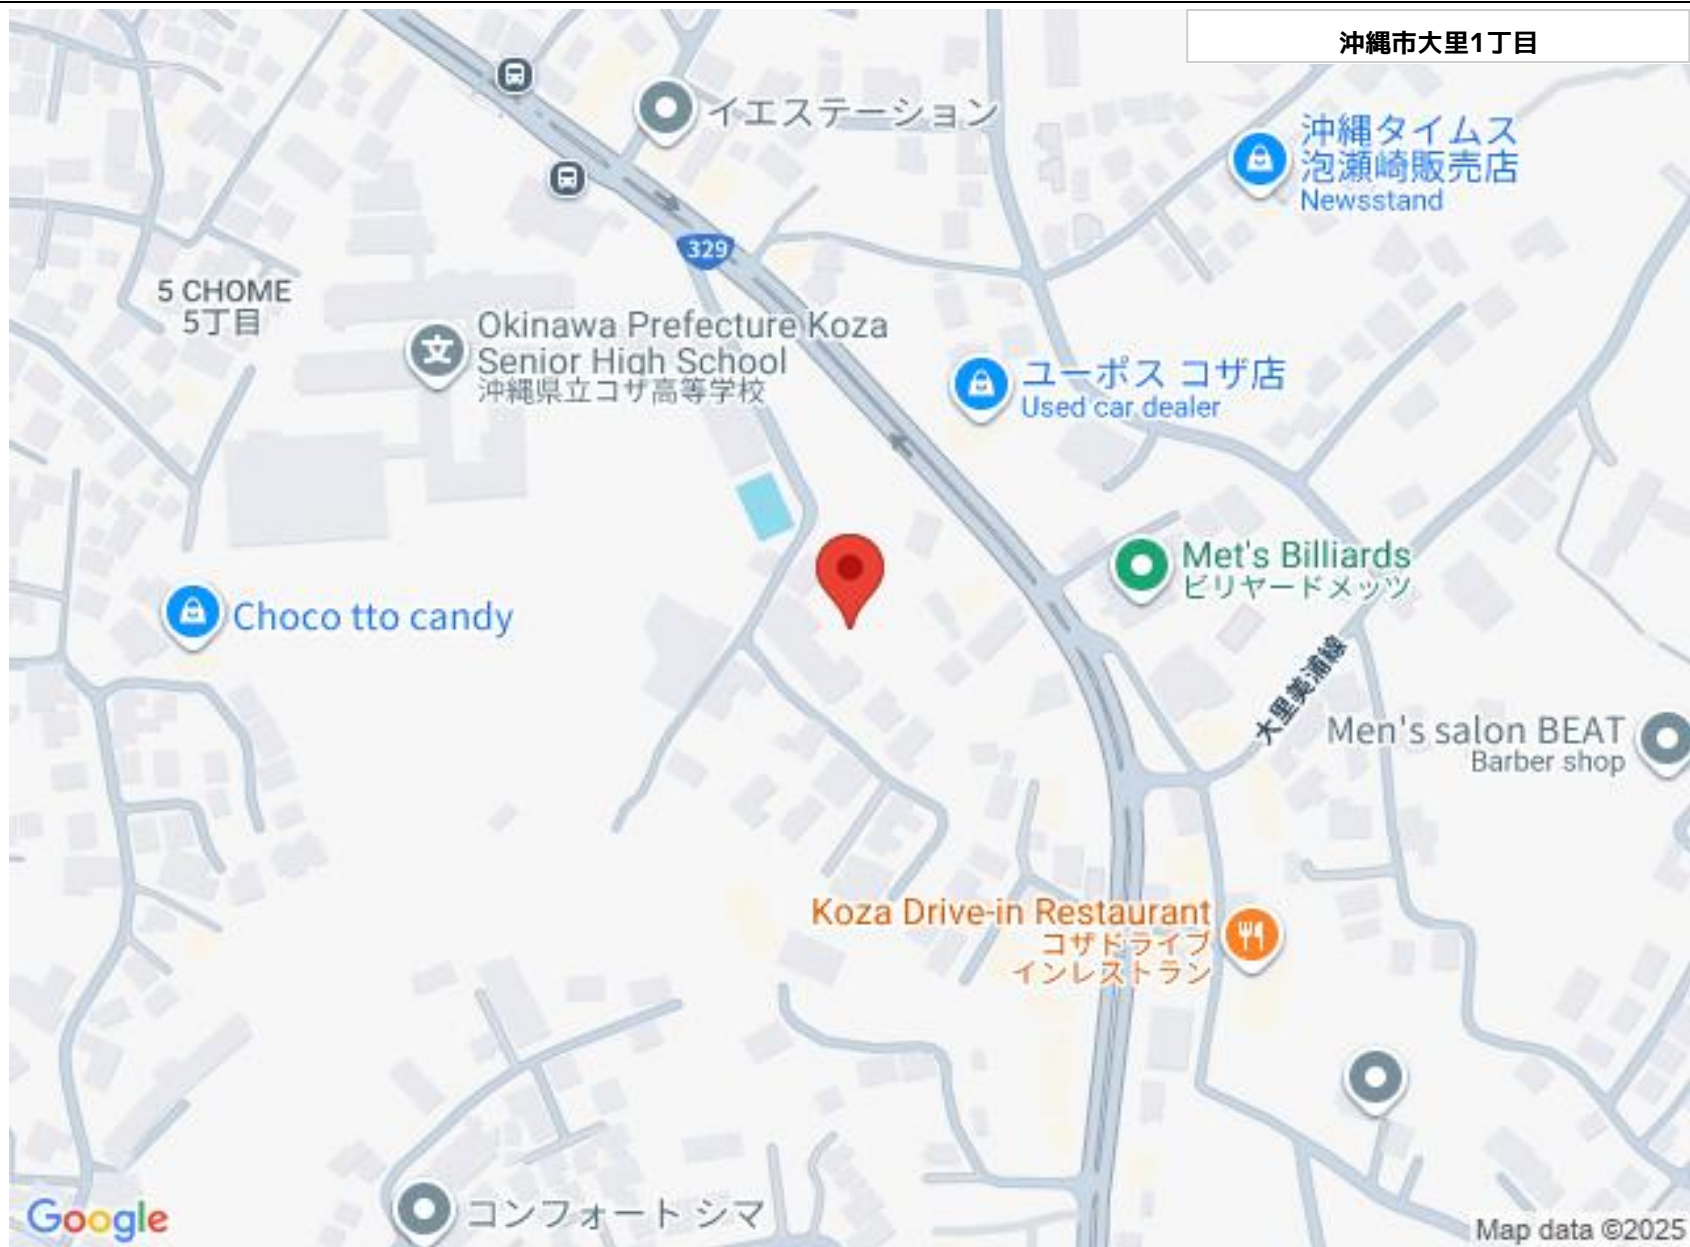 沖縄市大里1丁目
イエステーション
沖縄タイムス
泡瀬崎販売店
Newsstand
329
5 CHOME
5丁目
Okinawa Prefecture Koza
Senior High School
沖縄県立コザ高等学校
文
ユーポス コザ店
Used car dealer
Met's Billiards
ビリヤードメッツ
Choco tto candy
大里美浦線
Men's salon BEAT
Barber shop
Koza Drive-in Restaurant
コザドライブ
インレストラン
コンフォート シマ
Google
Map data ©2025